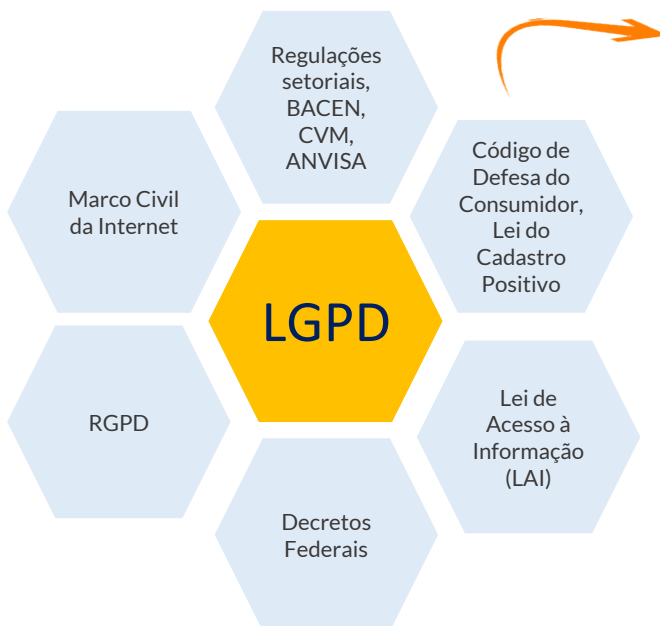 Regulações
setoriais,
BACEN,
CVM,
ANVISA
Código de
Defesa do
Consumidor,
Lei do
Cadastro
Positivo
Marco Civil
da Internet
LGPD
RGPD
Lei de
Acesso à
Informação
(LAI)
Decretos
Federais